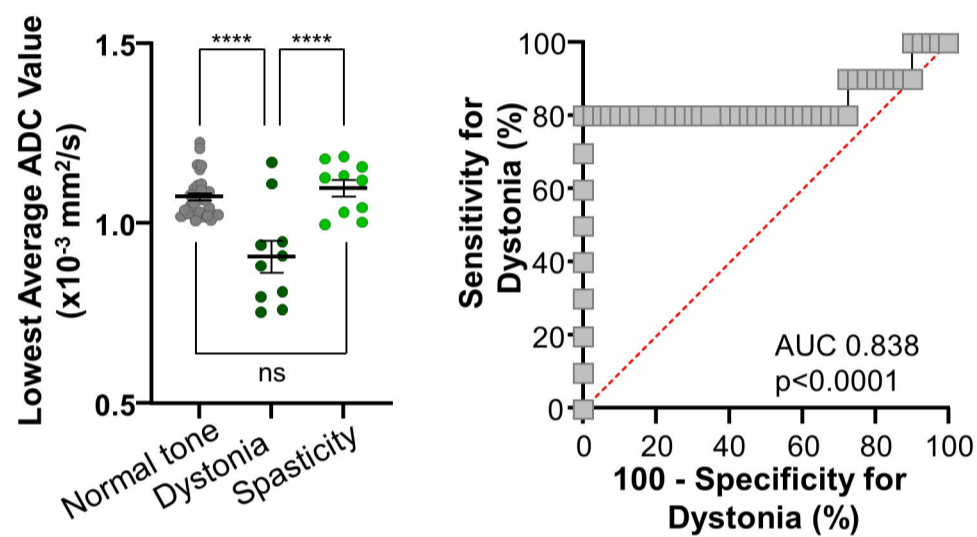 Lowest Average ADC Value
(x10⁻³ mm²/s)
1.5
1.0
0.5
****
****
ns
Normal tone
Dystonia
Spasticity
Sensitivity for
Dystonia (%)
100
80
60
40
20
0
AUC 0.838
p<0.0001
0 20 40 60 80 100
100 - Specificity for
Dystonia (%)